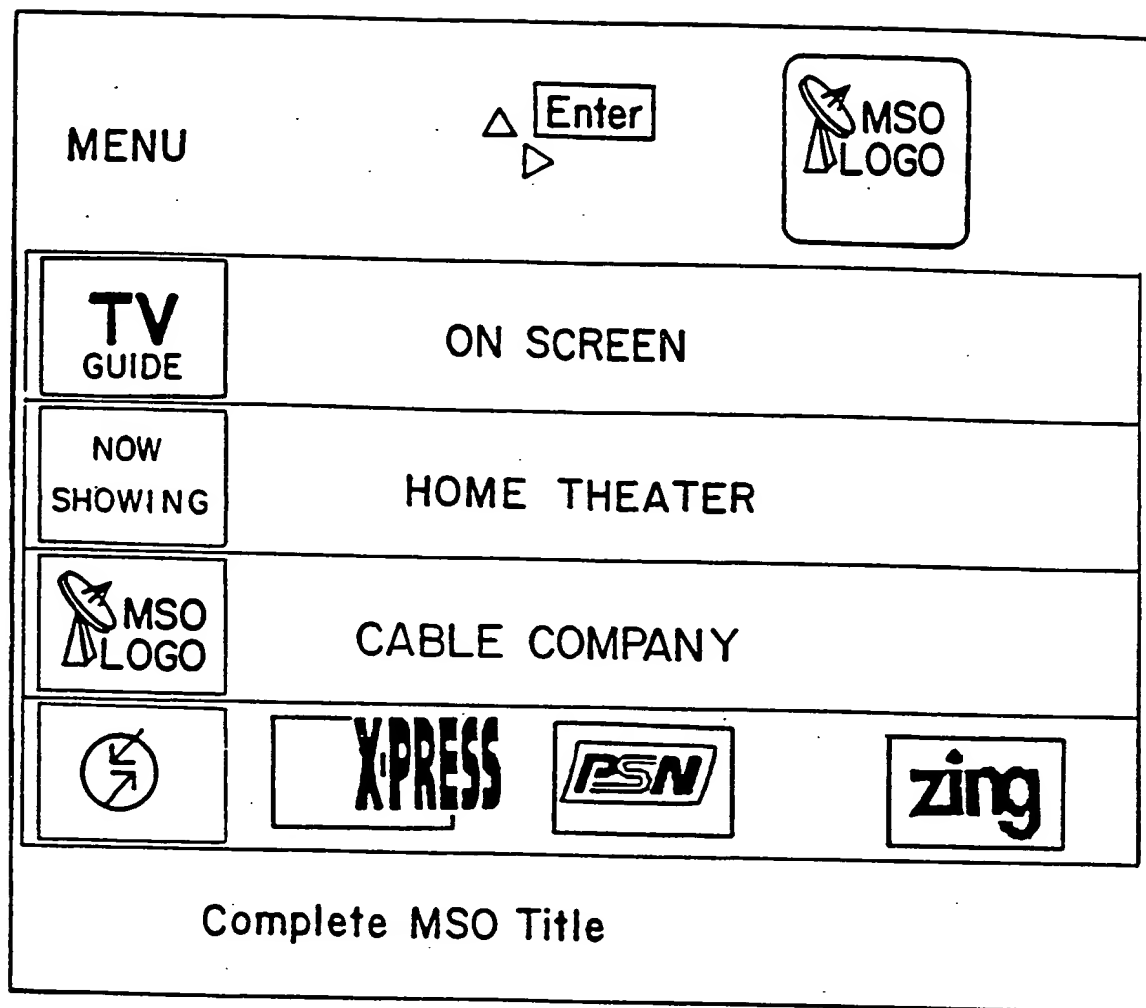 MENU
Enter
MSO
LOGO
TV
GUIDE
ON SCREEN
NOW
SHOWING
HOME THEATER
MSO
LOGO
CABLE COMPANY
X·PRESS
PSN
zing
Complete MSO Title